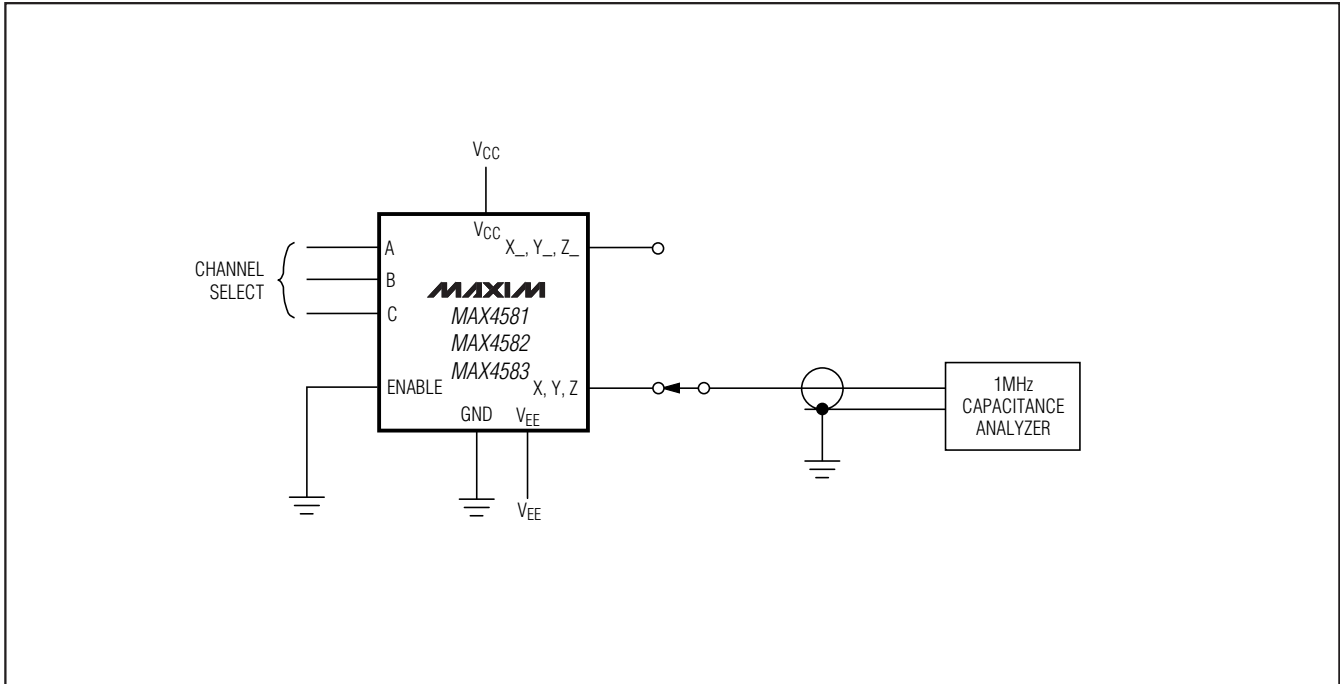 VCC
VCC
A
X_, Y_, Z_
CHANNEL
SELECT
B
MAXIM
C
MAX4581
MAX4582
MAX4583
ENABLE
X, Y, Z
GND VEE
VEE
1MHz
CAPACITANCE
ANALYZER